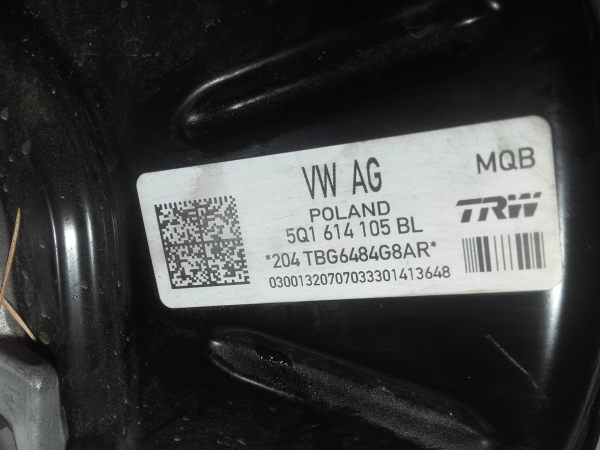 VW AG
MQB
POLAND
TRW
5Q1 614 105 BL
*204 TBG6484G8AR*
03001320707033301413648